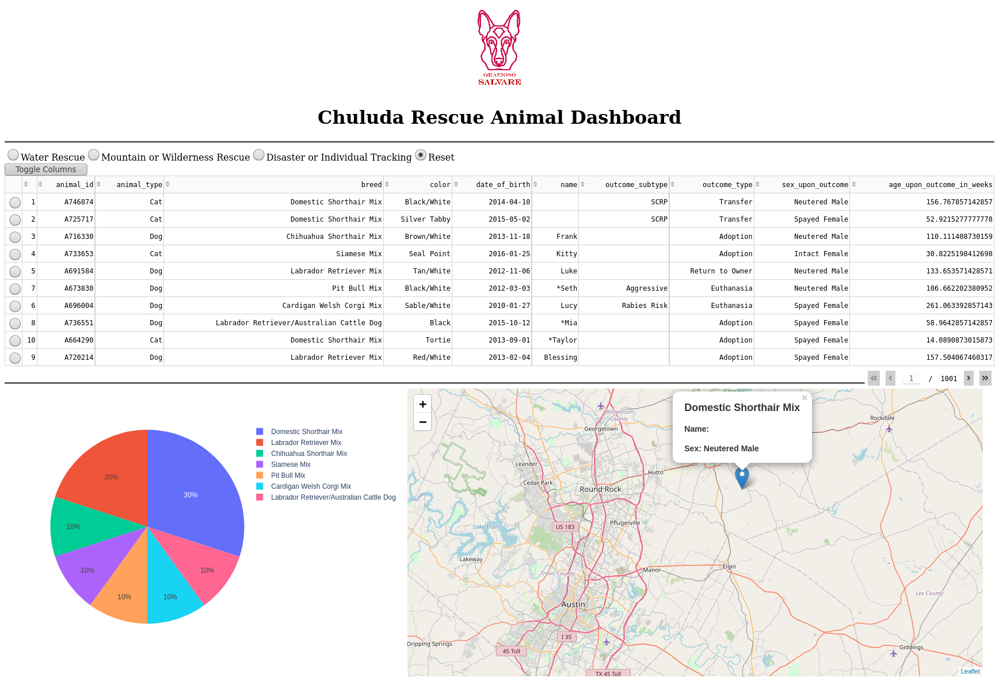 GRAZIOSO
SALVARE
Chuluda Rescue Animal Dashboard
Water Rescue Mountain or Wilderness Rescue Disaster or Individual Tracking Reset
Toggle Columns
animal_id animal_type breed color date_of_birth name outcome_subtype outcome_type sex_upon_outcome age_upon_outcome_in_weeks
1 A746874 Cat Domestic Shorthair Mix Black/White 2014-04-10 SCRP Transfer Neutered Male 156.767857142857
2 A725717 Cat Domestic Shorthair Mix Silver Tabby 2015-05-02 SCRP Transfer Spayed Female 52.9215277777778
3 A716330 Dog Chihuahua Shorthair Mix Brown/White 2013-11-18 Frank Adoption Neutered Male 110.111408730159
4 A733653 Cat Siamese Mix Seal Point 2016-01-25 Kitty Adoption Intact Female 30.8225198412698
5 A691584 Dog Labrador Retriever Mix Tan/White 2012-11-06 Luke Return to Owner Neutered Male 133.653571428571
7 A673830 Dog Pit Bull Mix Black/White 2012-03-03 *Seth Aggressive Euthanasia Neutered Male 106.662202380952
6 A696004 Dog Cardigan Welsh Corgi Mix Sable/White 2010-01-27 Lucy Rabies Risk Euthanasia Spayed Female 261.063392857143
8 A736551 Dog Labrador Retriever/Australian Cattle Dog Black 2015-10-12 *Mia Adoption Spayed Female 58.9642857142857
10 A664290 Cat Domestic Shorthair Mix Tortie 2013-09-01 *Taylor Adoption Spayed Female 14.0890873015873
9 A720214 Dog Labrador Retriever Mix Red/White 2013-02-04 Blessing Adoption Spayed Female 157.504067460317
« ‹ 1 / 1001 › »
Domestic Shorthair Mix
Labrador Retriever Mix
Chihuahua Shorthair Mix
Siamese Mix
Pit Bull Mix
Cardigan Welsh Corgi Mix
Labrador Retriever/Australian Cattle Dog
20%
30%
10%
10%
10%
10%
10%
+
−
Domestic Shorthair Mix
×
Name:
Sex: Neutered Male
Williamson
County
Rockdale
Georgetown
Leander
Hutto
Cedar Park
Round Rock
Pflugerville
US 183
Lake Travis
Lakeway
Travis County
Manor
Elgin
Lee County
Austin
I 35
Dripping Springs
45 Toll
Giddings
TX 45 Toll
Leaflet